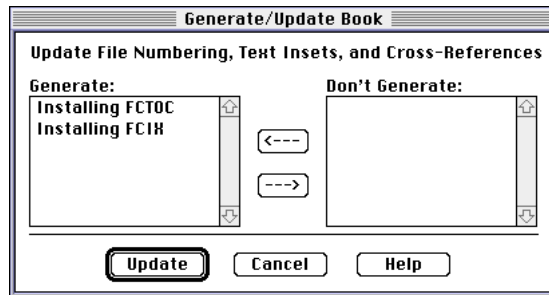 Generate/Update Book
Update File Numbering, Text Insets, and Cross-References
Generate: Don't Generate:
Installing FCTOC
Installing FCIX
<---
--->
Update Cancel Help